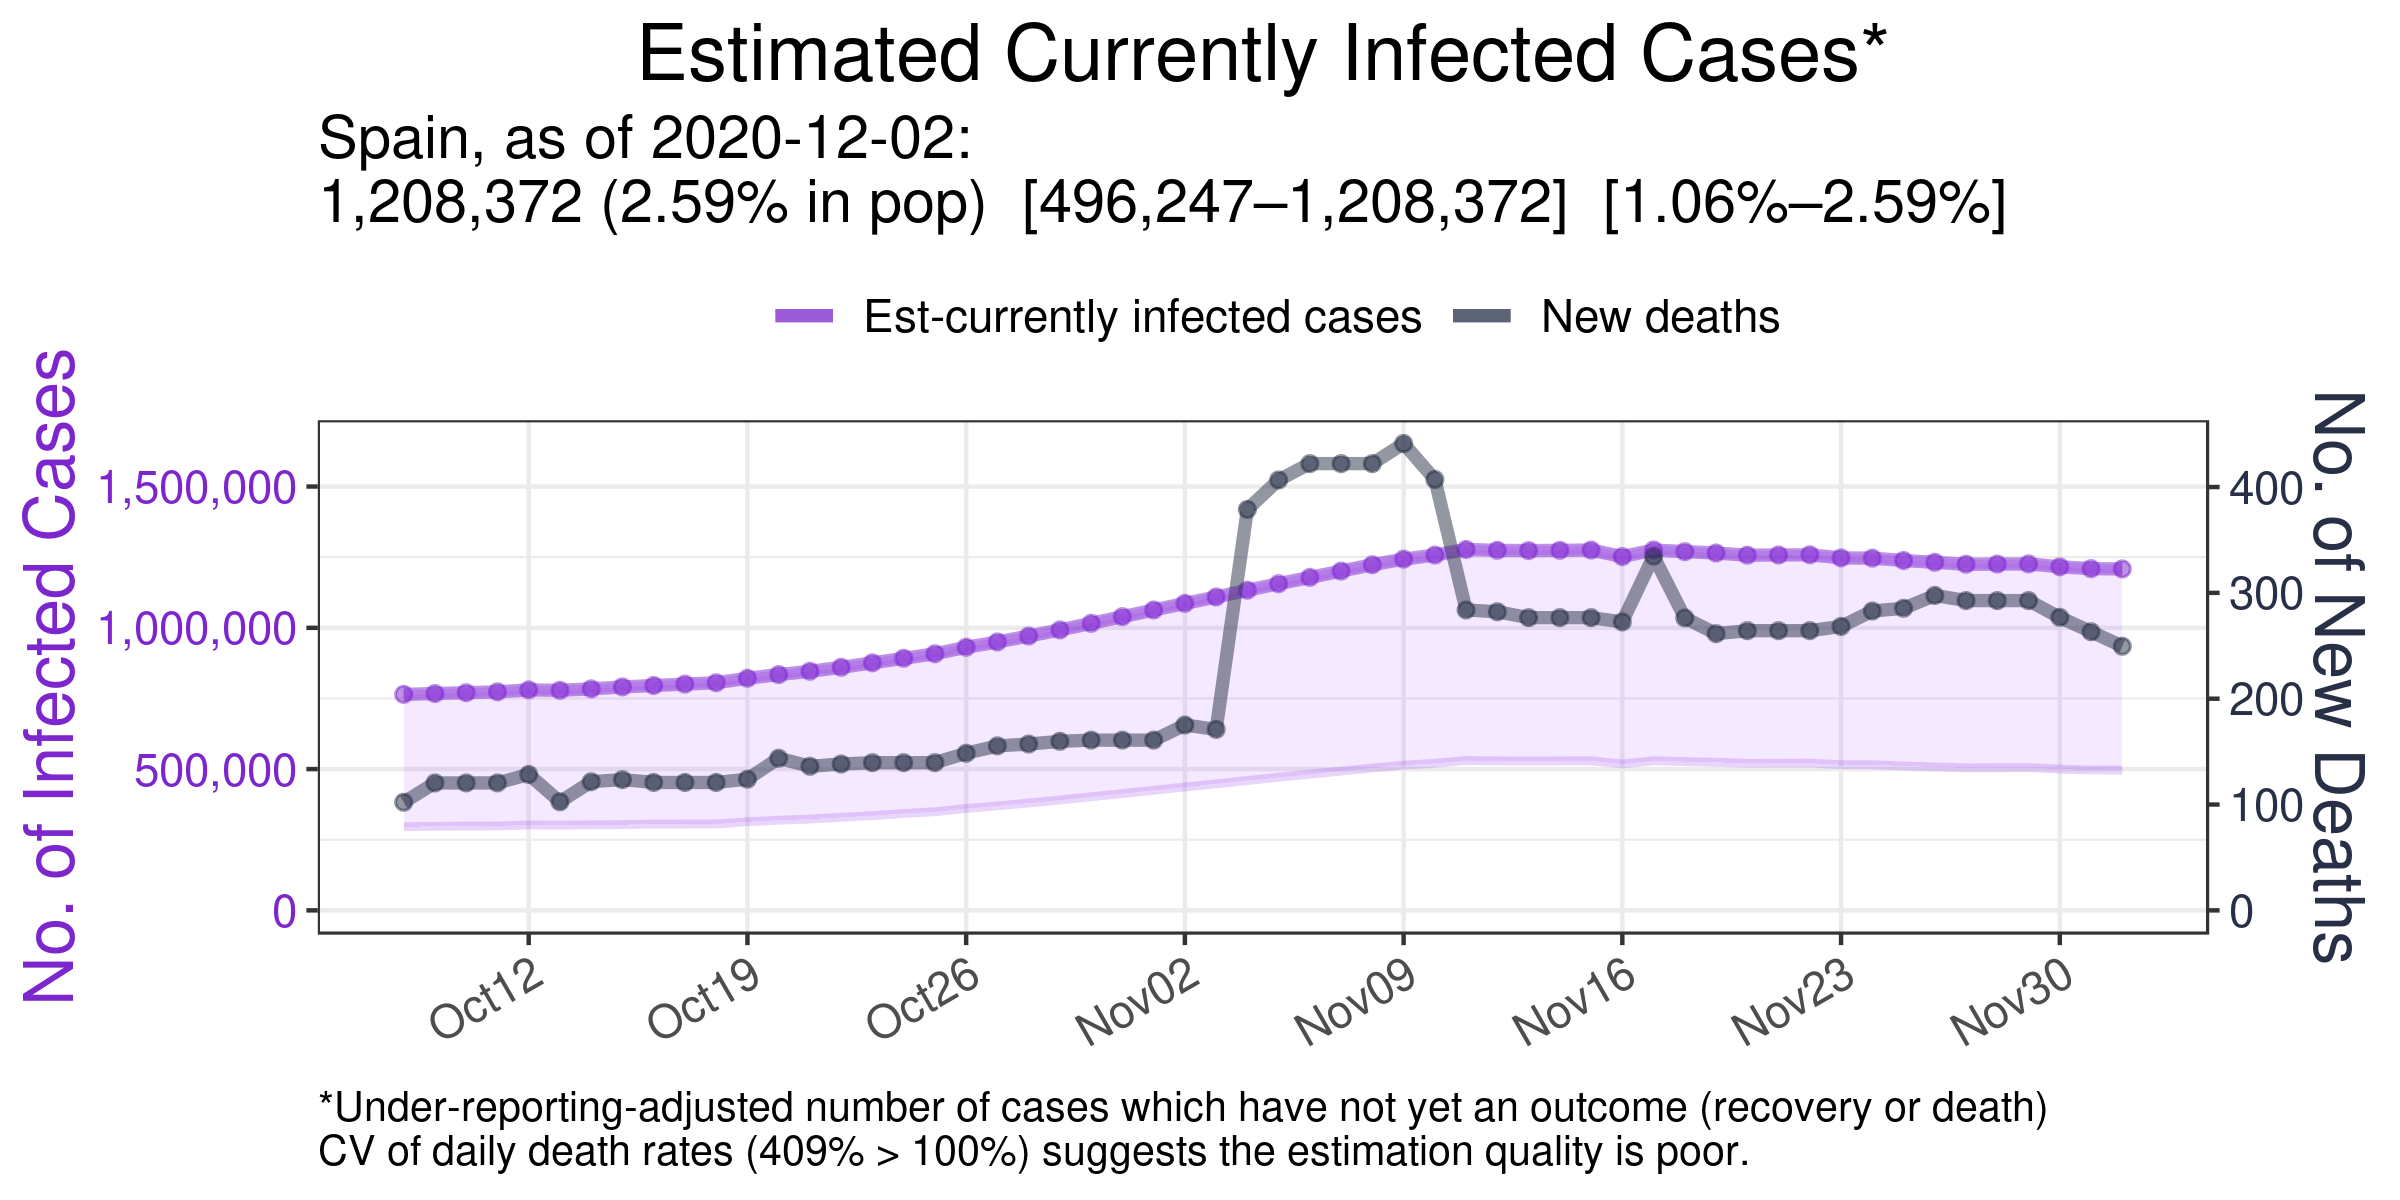 Estimated Currently Infected Cases*
Spain, as of 2020-12-02:
1,208,372 (2.59% in pop) [496,247–1,208,372] [1.06%–2.59%]
Est-currently infected cases New deaths
No. of Infected Cases
1,500,000
1,000,000
500,000
0
400
300
200
100
0
No. of New Deaths
Oct12 Oct19 Oct26 Nov02 Nov09 Nov16 Nov23 Nov30
*Under-reporting-adjusted number of cases which have not yet an outcome (recovery or death)
CV of daily death rates (409% > 100%) suggests the estimation quality is poor.